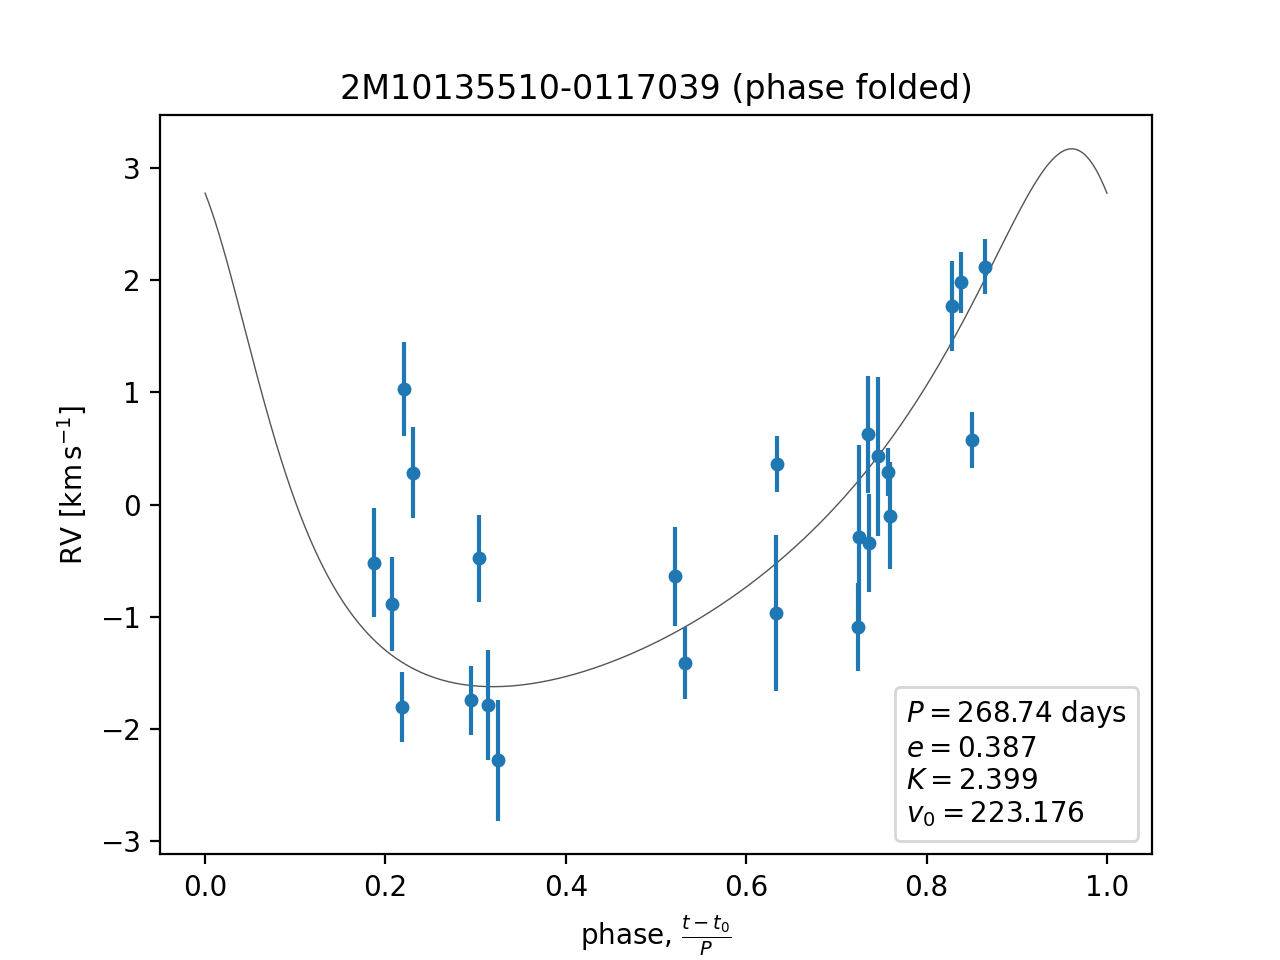 2M10135510-0117039 (phase folded)
RV [km s⁻¹]
3
2
1
0
−1
−2
−3
P = 268.74 days
e = 0.387
K = 2.399
v₀ = 223.176
0.0 0.2 0.4 0.6 0.8 1.0
phase, (t − t₀)/P